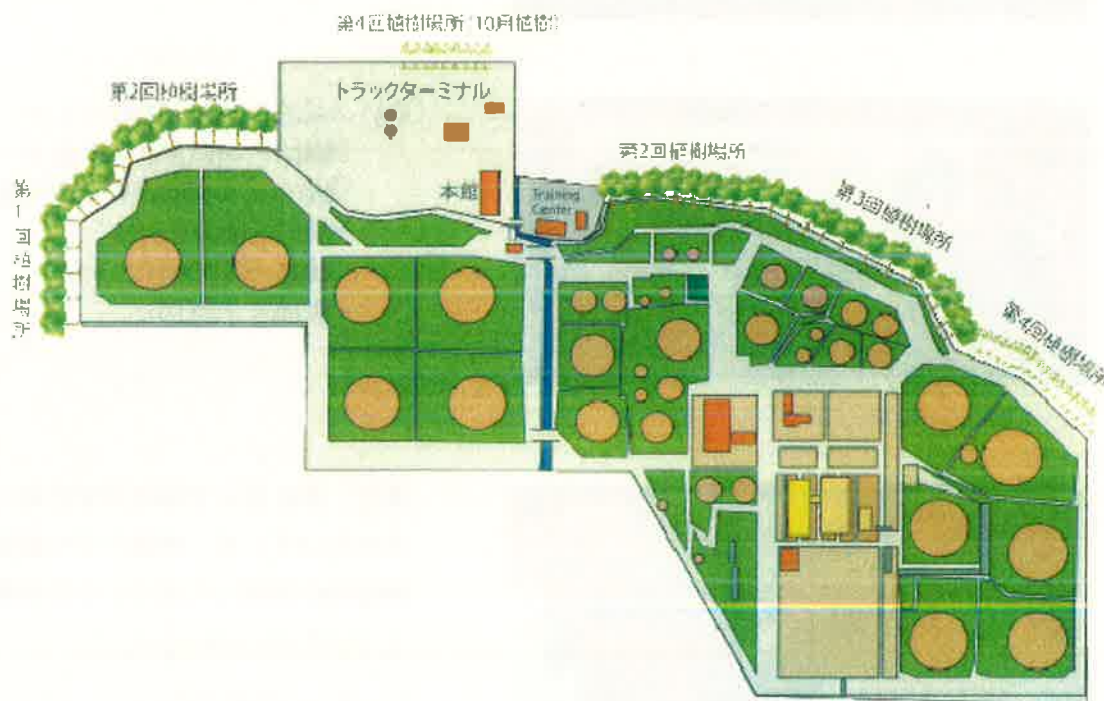 第4回植樹場所 10月植樹
第2回植樹場所
トラックターミナル
第2回植樹場所
本館
Training
Center
第3回植樹場所
第1回植樹場所
第4回植樹場所